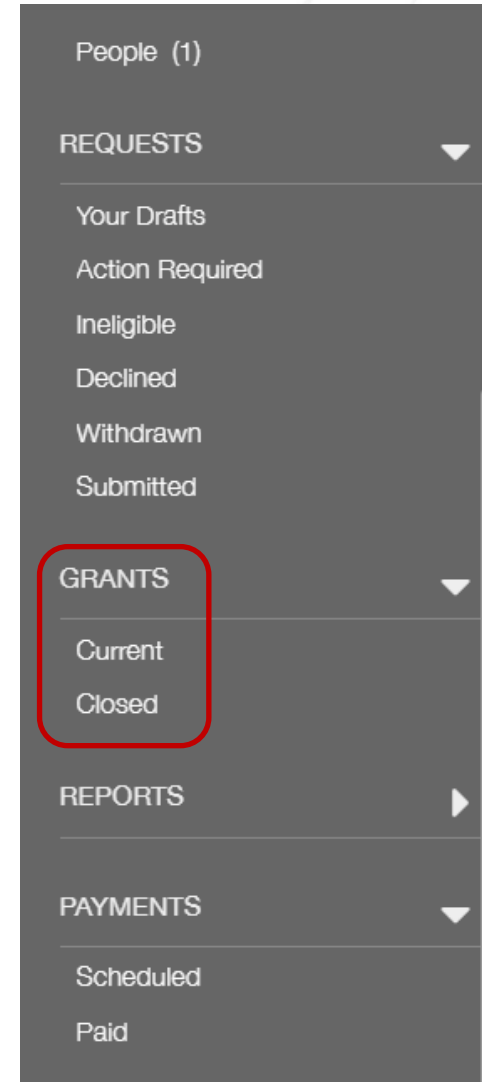 People (1)
REQUESTS
Your Drafts
Action Required
Ineligible
Declined
Withdrawn
Submitted
GRANTS
Current
Closed
REPORTS
PAYMENTS
Scheduled
Paid